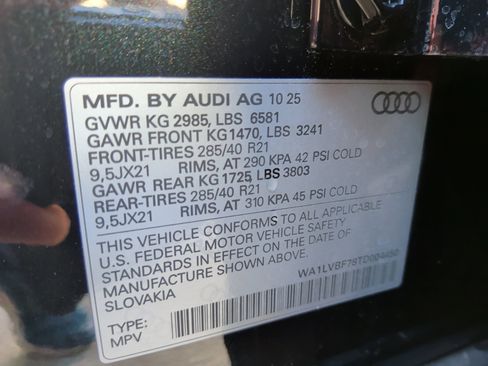 MFD. BY AUDI AG 10 25
GVWR KG 2985, LBS 6581
GAWR FRONT KG1470, LBS 3241
FRONT-TIRES 285/40 R21
9,5JX21 RIMS, AT 290 KPA 42 PSI COLD
GAWR REAR KG1725 LBS 3803
REAR-TIRES 285/40 R21
9,5JX21 RIMS, AT 310 KPA 45 PSI COLD
THIS VEHICLE CONFORMS TO ALL APPLICABLE
U.S. FEDERAL MOTOR VEHICLE SAFETY
STANDARDS IN EFFECT ON THE DATE OF
MANUFACTURE SHOWN ABOVE.
SLOVAKIA
WA1LVBF78TD004450
TYPE:
MPV